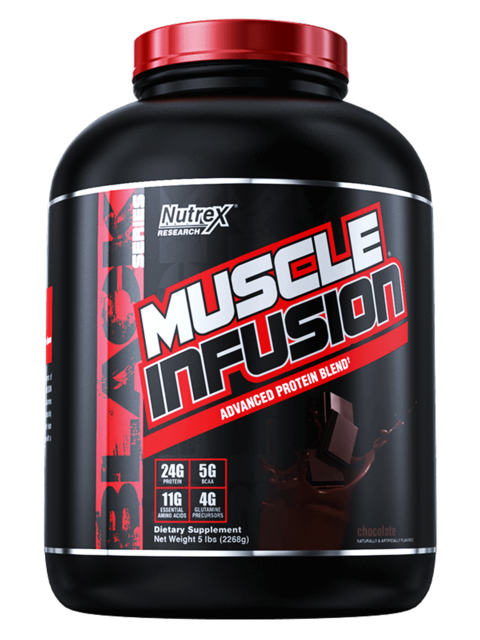 NUTREX
RESEARCH
BLACK
SERIES
MUSCLE
INFUSION
ADVANCED PROTEIN BLEND
24G
PROTEIN
5G
BCAA
11G
ESSENTIAL
AMINO ACIDS
4G
GLUTAMINE
PRECURSORS
Dietary Supplement
Net Weight 5 lbs (2268g)
chocolate
NATURALLY & ARTIFICIALLY FLAVORED